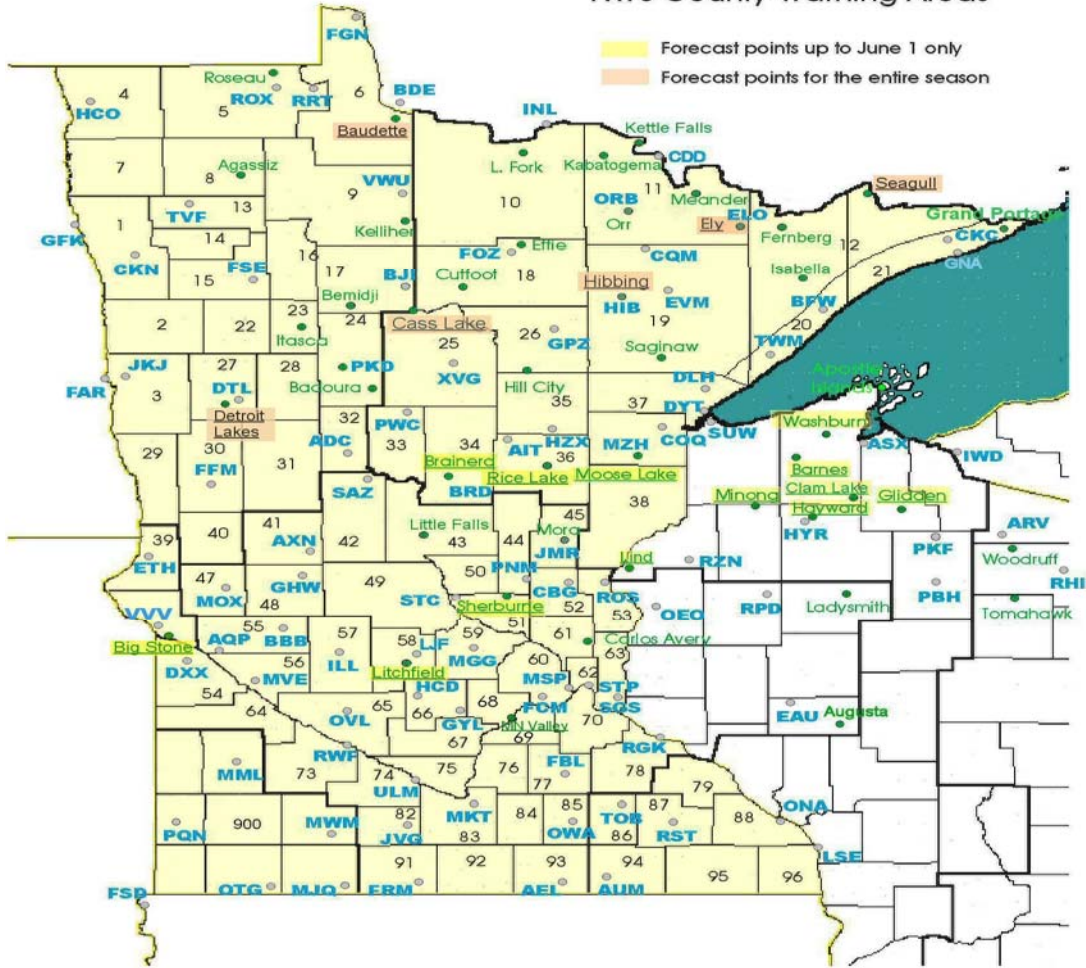 NWS County Warning Areas
Forecast points up to June 1 only
Forecast points for the entire season
FGN
Roseau
ROX
RRT
BDE
4
5
6
HCO
Baudette
INL
Kettle Falls
CDD
L. Fork
Kabatogema
7
8
Agassiz
VWU
9
10
11
ORB
Orr
Meander
Seagull
ELO
Ely
Grand Portage
TVF
13
1
GFK
14
Kelliher
Fernberg
12
CKC
GNA
CKN
15
FSE
16
17
BJI
FOZ
Effie
18
Cutfoot
CQM
Isabella
21
Hibbing
HIB
EVM
19
BFW
20
Bemidji
2
22
23
Itasca
24
Cass Lake
25
26
GPZ
Saginaw
TWM
JKJ
FAR
3
27
DTL
28
PKD
Badoura
XVG
Hill City
DLH
Apostle
Islands
Detroit
Lakes
32
PWC
35
37
DYT
SUW
29
30
FFM
31
ADC
33
34
AIT
HZX
36
MZH
COQ
Washburn
ASX
IWD
Brainerd
BRD
Rice Lake
Moose Lake
Barnes
Clam Lake
SAZ
38
Minong
Hayward
Glidden
HYR
39
40
41
AXN
42
Little Falls
43
44
45
Mora
JMR
ARV
PKF
Woodruff
ETH
Lind
RZN
RHI
47
MOX
48
GHW
49
50
PNM
CBG
ROS
STC
Sherburne
51
52
53
OEO
RPD
Ladysmith
PBH
Tomahawk
VVV
Big Stone
AQP
55
BBB
57
58
LJF
59
61
Carlos Avery
DXX
56
MVE
ILL
Litchfield
MGG
60
63
54
HCD
MSP
62
STP
64
65
66
68
FCM
SGS
OVL
GYL
MN Valley
70
EAU
Augusta
67
69
RWF
RGK
MML
73
74
75
76
FBL
77
78
79
ULM
PQN
900
MWM
82
JVG
MKT
83
84
85
OWA
TOB
86
87
RST
88
ONA
LSE
91
92
93
94
95
96
FSD
OTG
MJQ
FRM
AEL
AUM